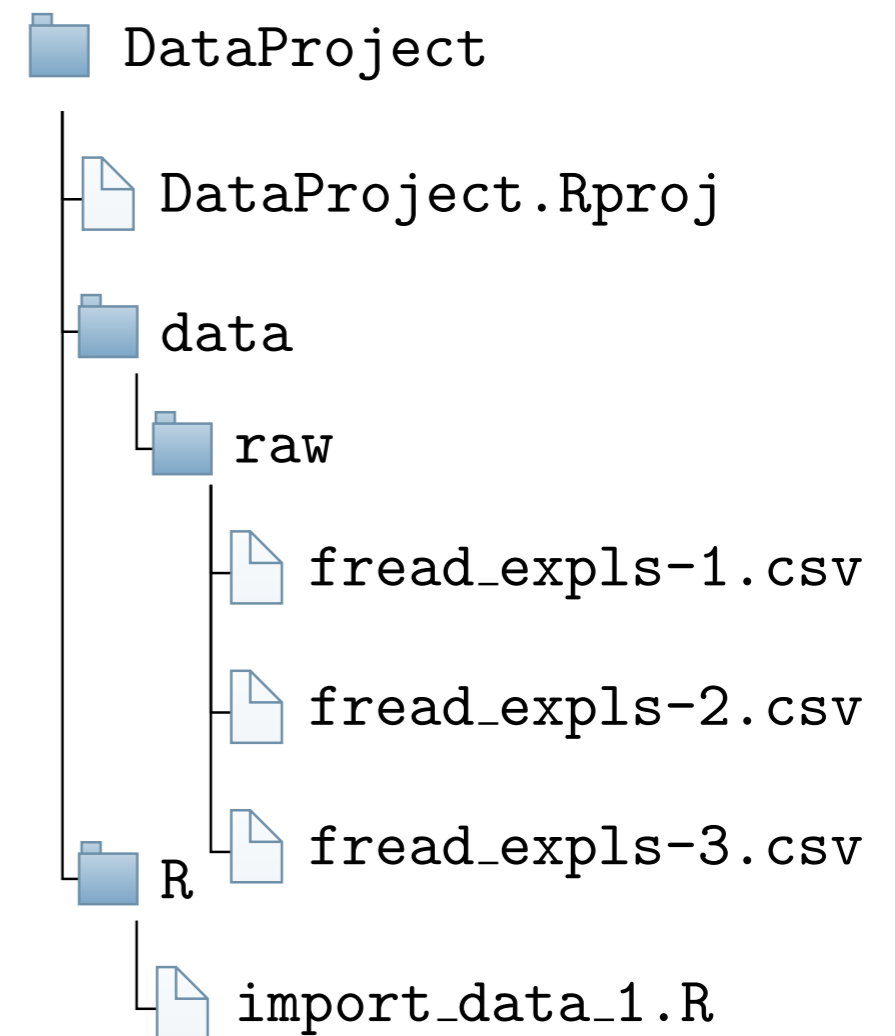 DataProject
DataProject.Rproj
data
raw
fread_expls-1.csv
fread_expls-2.csv
fread_expls-3.csv
R
import_data_1.R